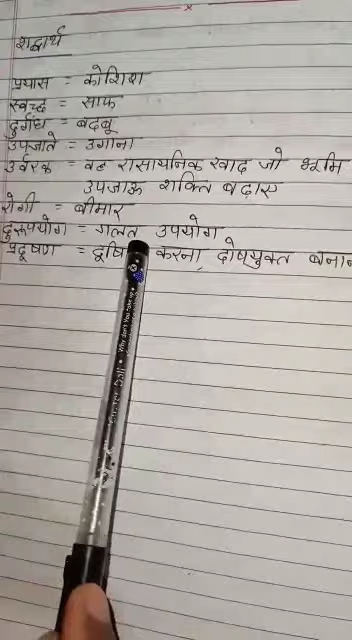 शब्दार्थ
प्रयास = कोशिश
स्वच्छ = साफ
दुर्गंध = बदबू
उपजाते = उगाना
उर्वरक = वह रासायनिक खाद जो भूमि
उपजाऊ शक्ति बढ़ाए
रोगी = बीमार
दुरूपयोग = गलत उपयोग
प्रदूषण = दूषि करना, दोषयुक्त बनान